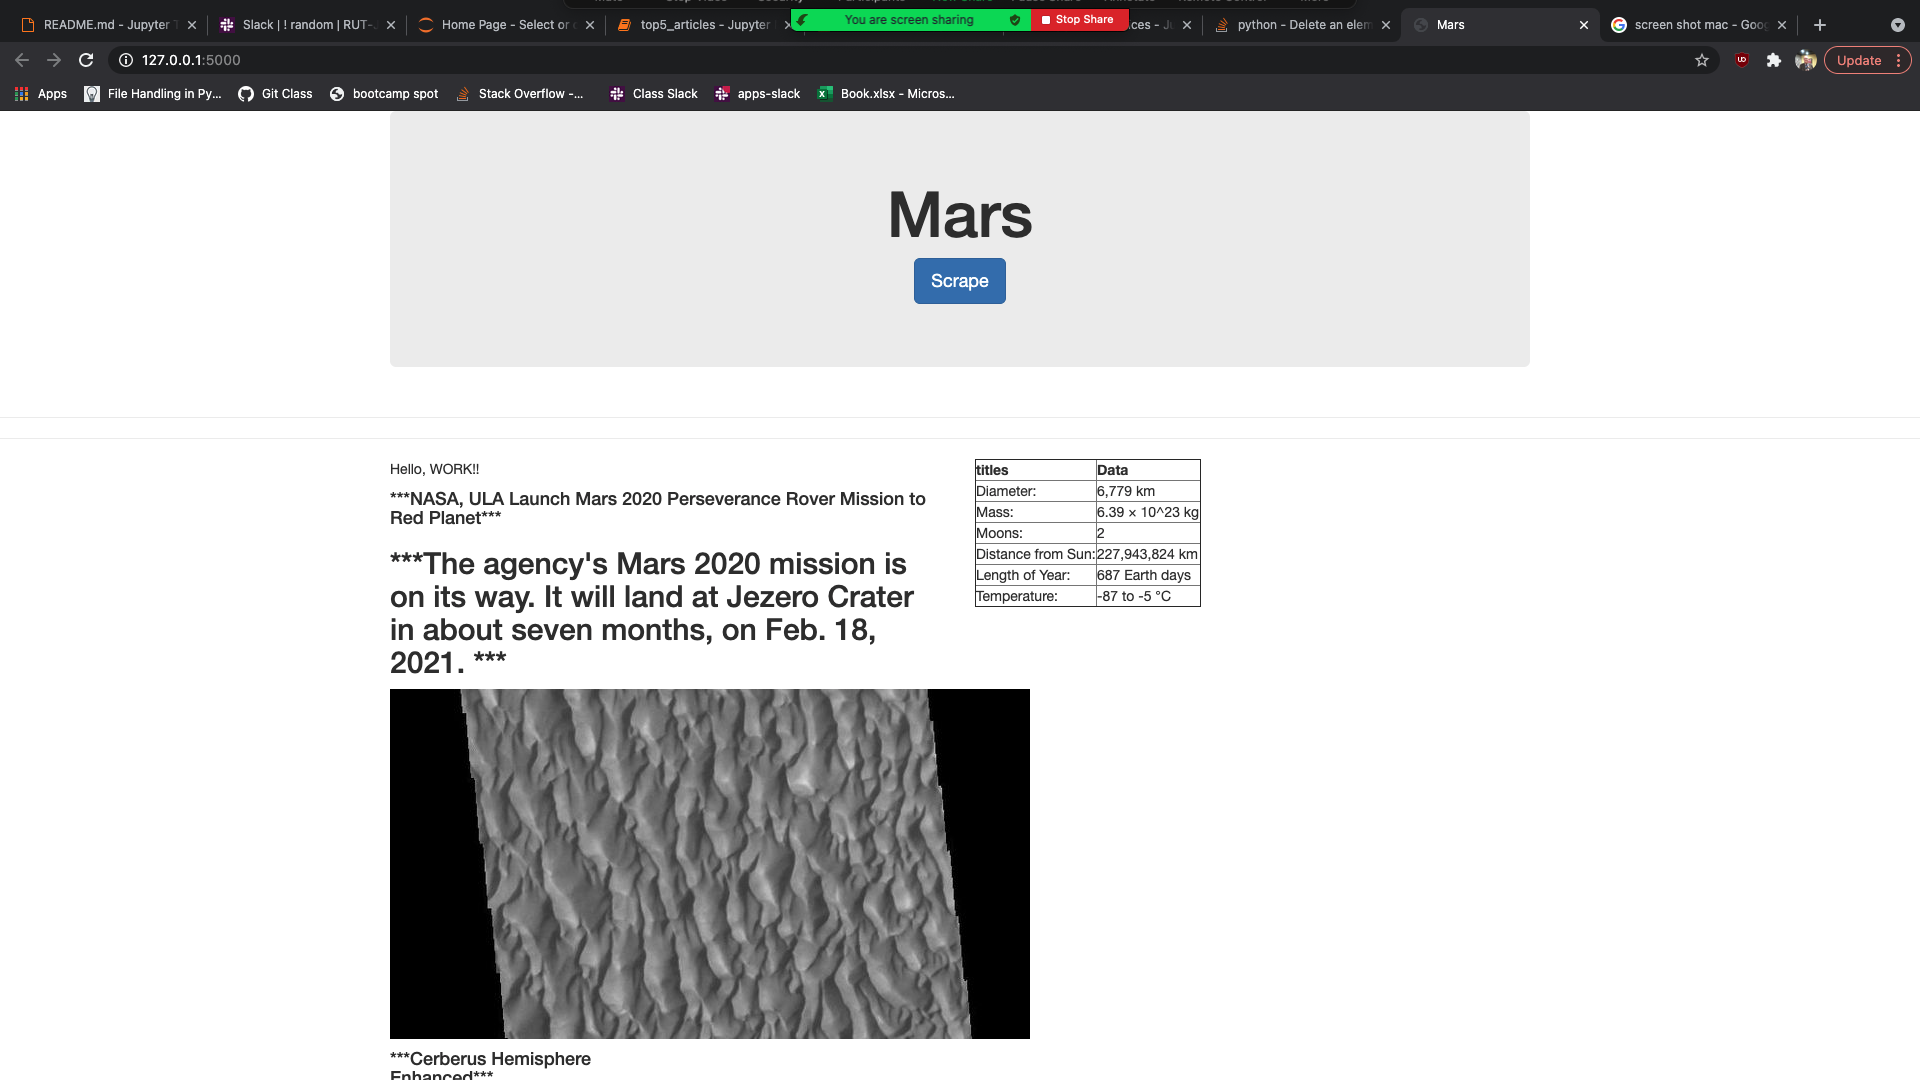 README.md - Jupyter T
Slack | ! random | RUT-J
Home Page - Select or c
top5_articles - Jupyter
You are screen sharing
Stop Share
ces - Ju
python - Delete an elem
Mars
screen shot mac - Goog
127.0.0.1:5000
Update
Apps
File Handling in Py...
Git Class
bootcamp spot
Stack Overflow -...
Class Slack
apps-slack
Book.xlsx - Micros...
Mars
Scrape
Hello, WORK!!
***NASA, ULA Launch Mars 2020 Perseverance Rover Mission to
Red Planet***
***The agency's Mars 2020 mission is
on its way. It will land at Jezero Crater
in about seven months, on Feb. 18,
2021. ***
titles Data
Diameter: 6,779 km
Mass: 6.39 × 10^23 kg
Moons: 2
Distance from Sun: 227,943,824 km
Length of Year: 687 Earth days
Temperature: -87 to -5 °C
***Cerberus Hemisphere
Enhanced***